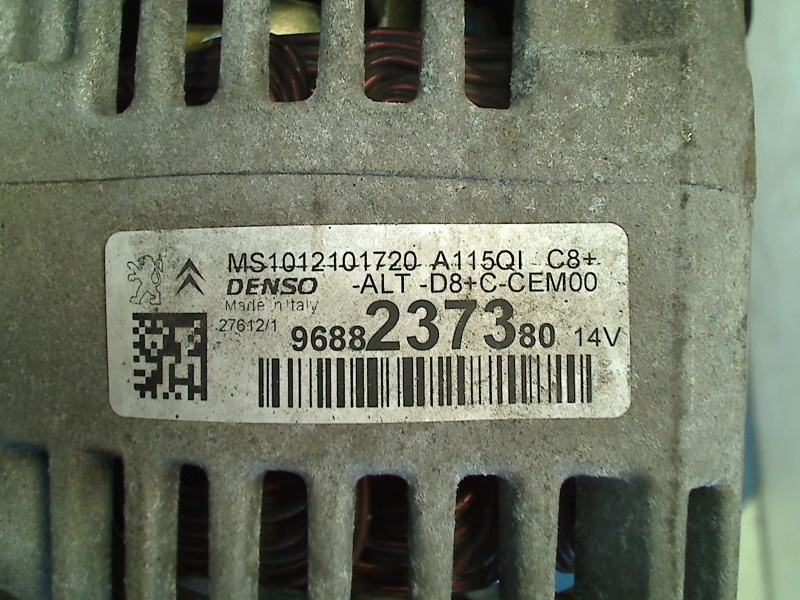 MS1012101720 A115QI C8+
DENSO -ALT -D8+C-CEM00
Made in Italy
27612/1
9688237380 14V